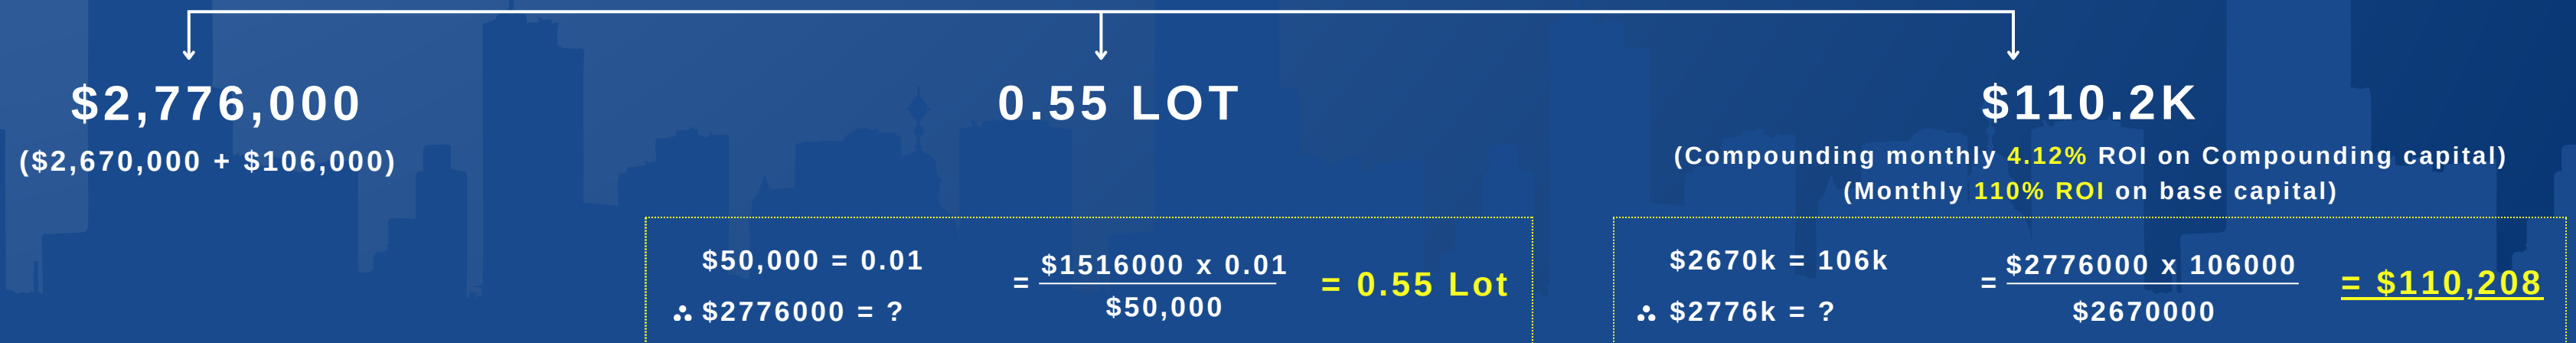 $2,776,000
($2,670,000 + $106,000)
0.55 LOT
$50,000 = 0.01
∴ $2776000 = ?
= $1516000 x 0.01
$50,000
= 0.55 Lot
$110.2K
(Compounding monthly 4.12% ROI on Compounding capital)
(Monthly 110% ROI on base capital)
$2670k = 106k
∴ $2776k = ?
= $2776000 x 106000
$2670000
= $110,208